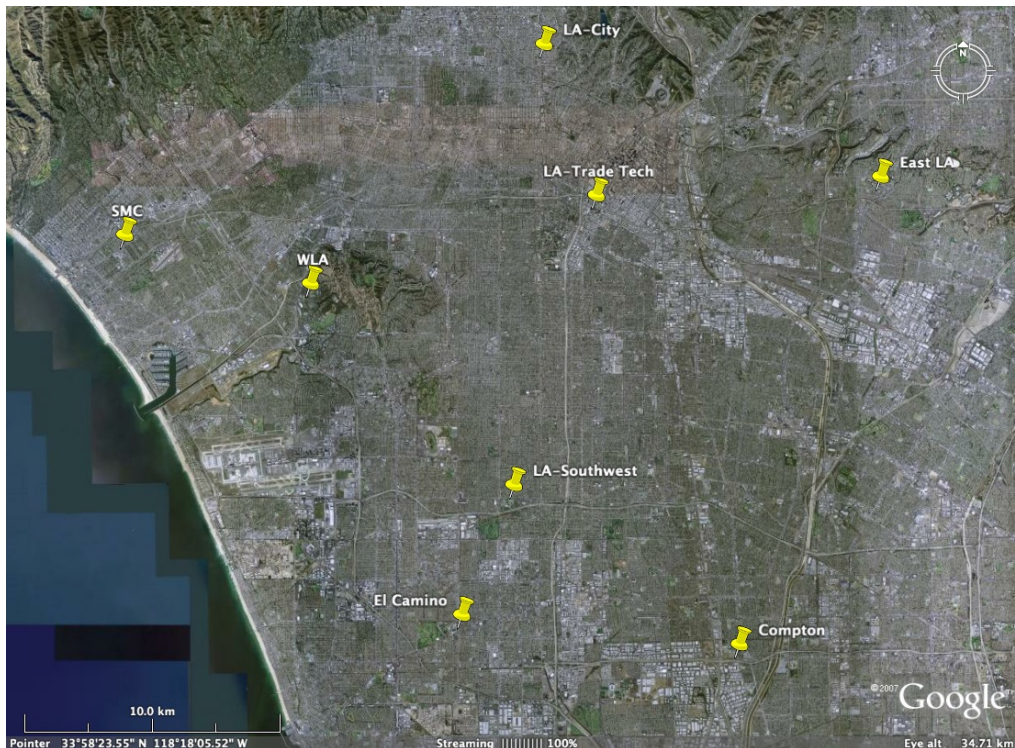 LA-City
N
LA-Trade Tech
East LA
SMC
WLA
LA-Southwest
El Camino
Compton
©2007 Google
10.0 km
Pointer 33°58'23.55" N 118°18'05.52" W Streaming |||||||||| 100% Eye alt 34.71 km